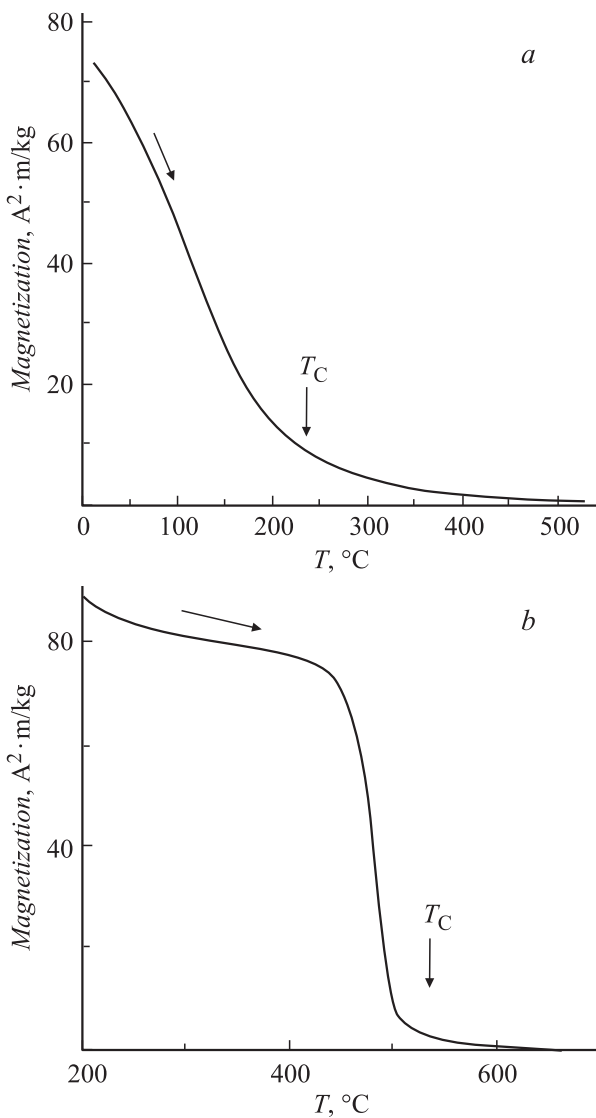 a
80
60
40
20
Magnetization, A²·m/kg
T_C
0 100 200 300 400 500
T, °C
b
80
40
Magnetization, A²·m/kg
T_C
200 400 600
T, °C